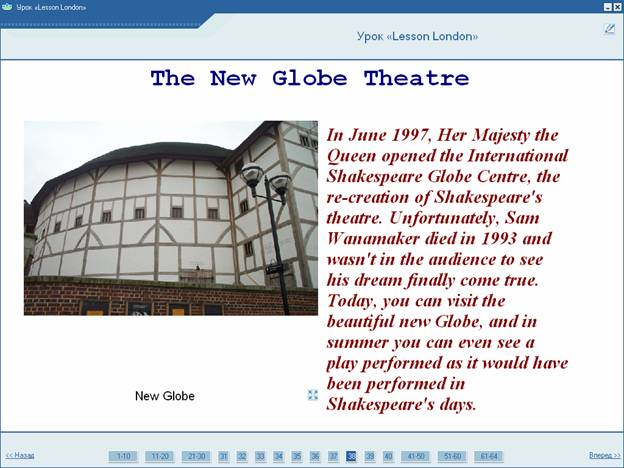 Урок «Lesson London»
Урок «Lesson London»
The New Globe Theatre
In June 1997, Her Majesty the
Queen opened the International
Shakespeare Globe Centre, the
re-creation of Shakespeare's
theatre. Unfortunately, Sam
Wanamaker died in 1993 and
wasn't in the audience to see
his dream finally come true.
Today, you can visit the
beautiful new Globe, and in
summer you can even see a
play performed as it would have
been performed in
Shakespeare's days.
New Globe
<< Назад 1-10 11-20 21-30 31 32 33 34 35 36 37 38 39 40 41-50 51-60 61-64 Вперед >>